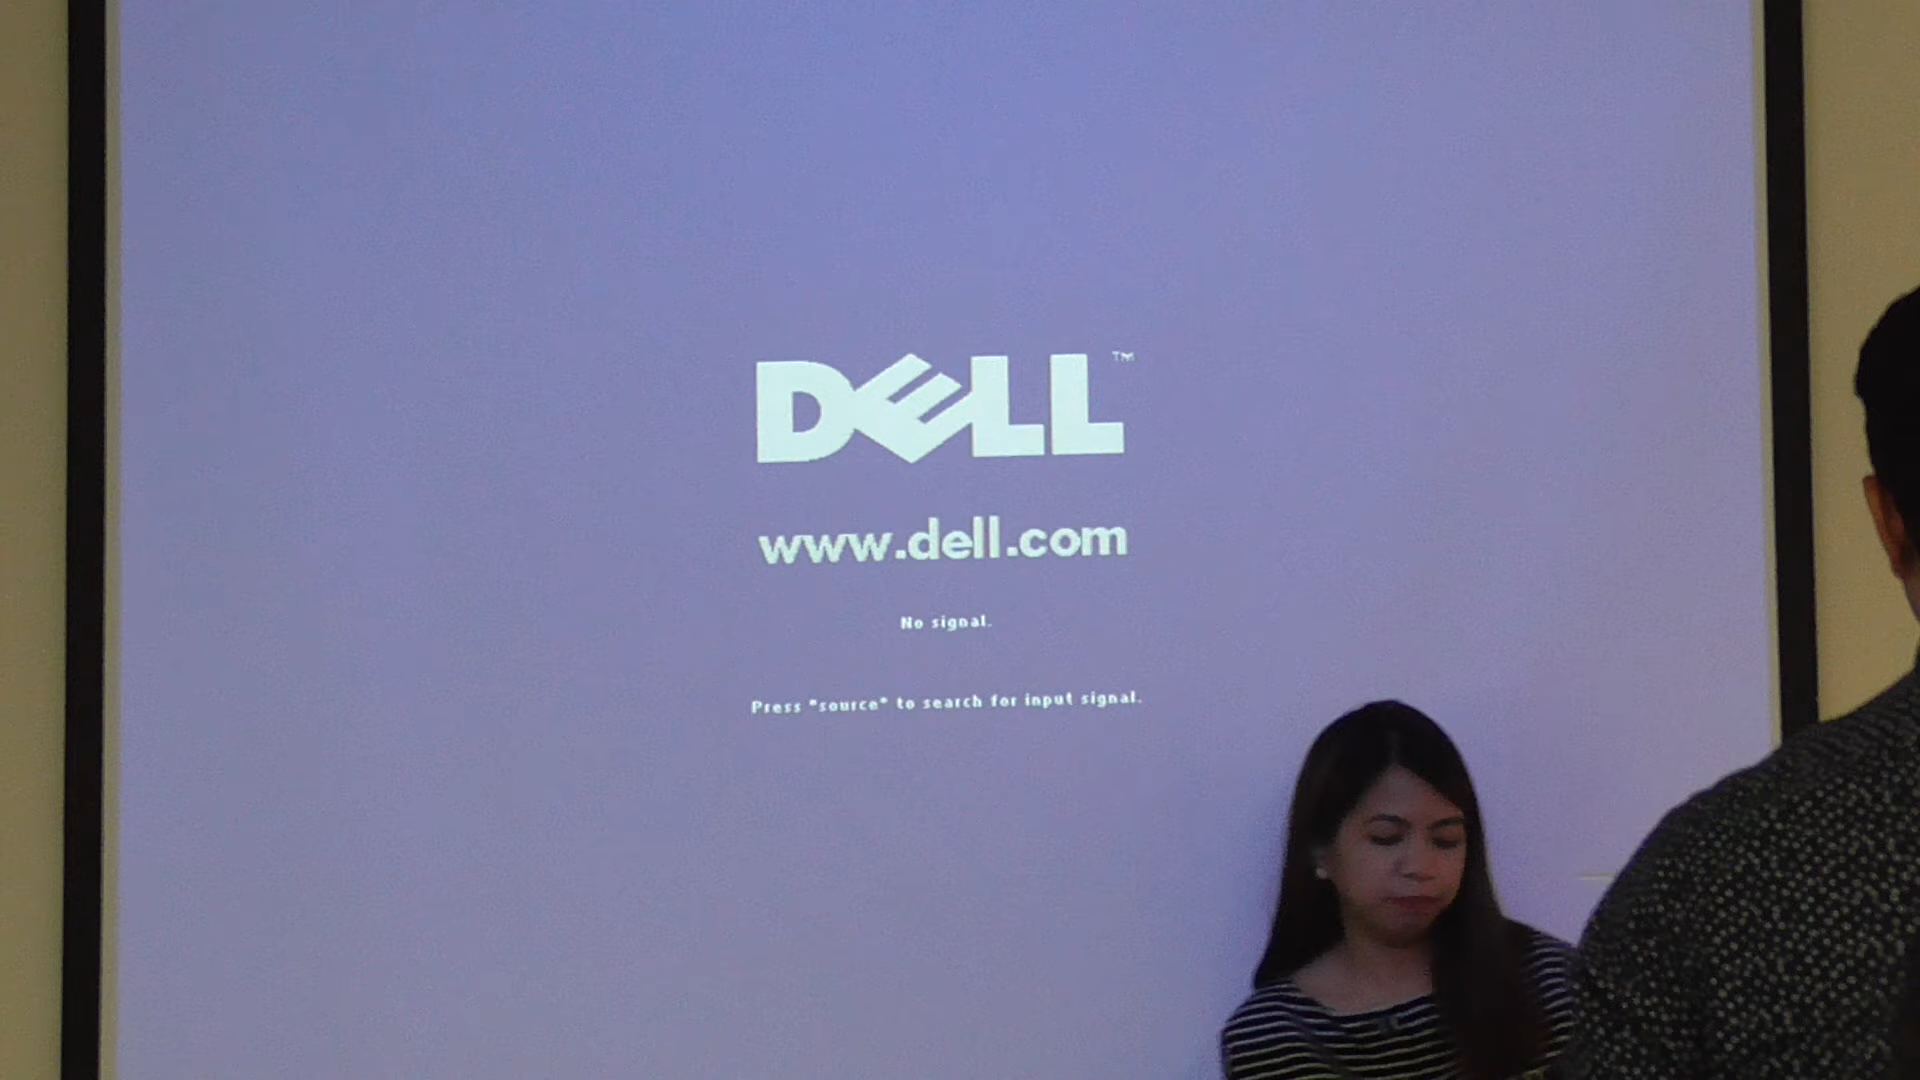 DELL™
www.dell.com
No signal.
Press "source" to search for input signal.